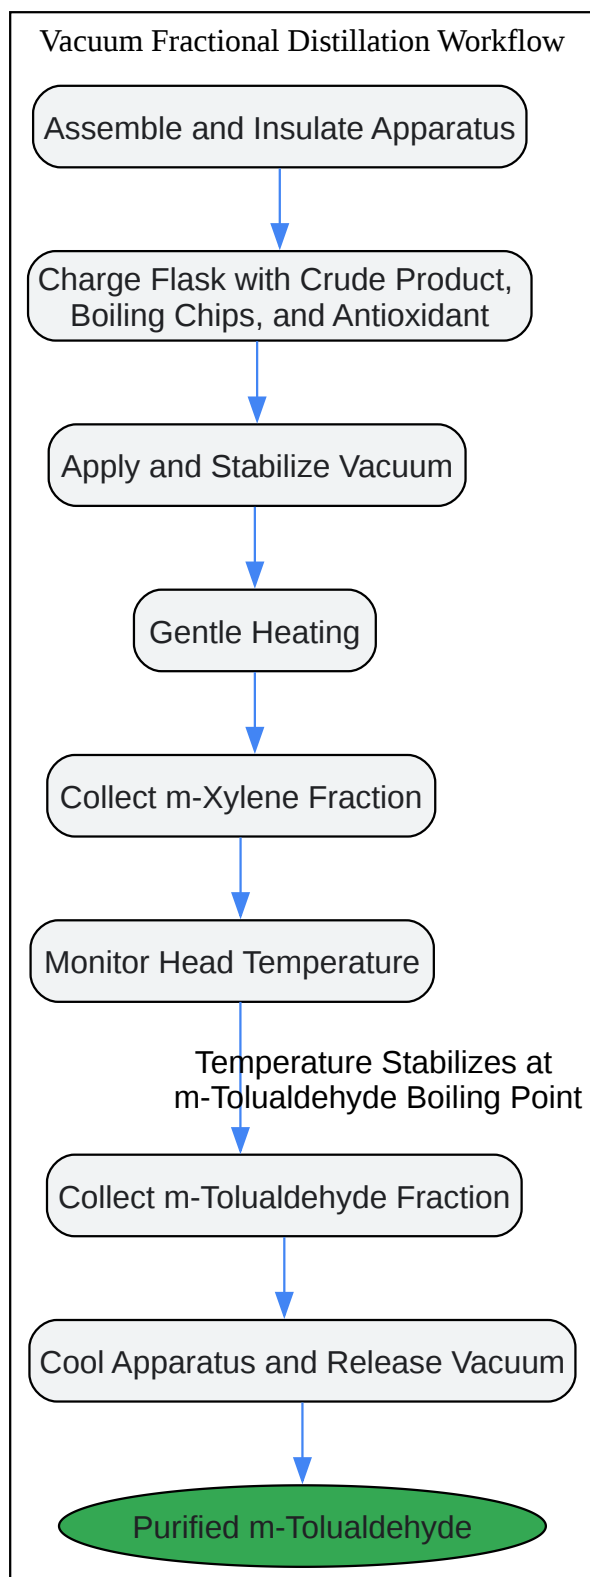 Vacuum Fractional Distillation Workflow
Assemble and Insulate Apparatus
Charge Flask with Crude Product,
Boiling Chips, and Antioxidant
Apply and Stabilize Vacuum
Gentle Heating
Collect m-Xylene Fraction
Monitor Head Temperature
Temperature Stabilizes at
m-Tolualdehyde Boiling Point
Collect m-Tolualdehyde Fraction
Cool Apparatus and Release Vacuum
Purified m-Tolualdehyde